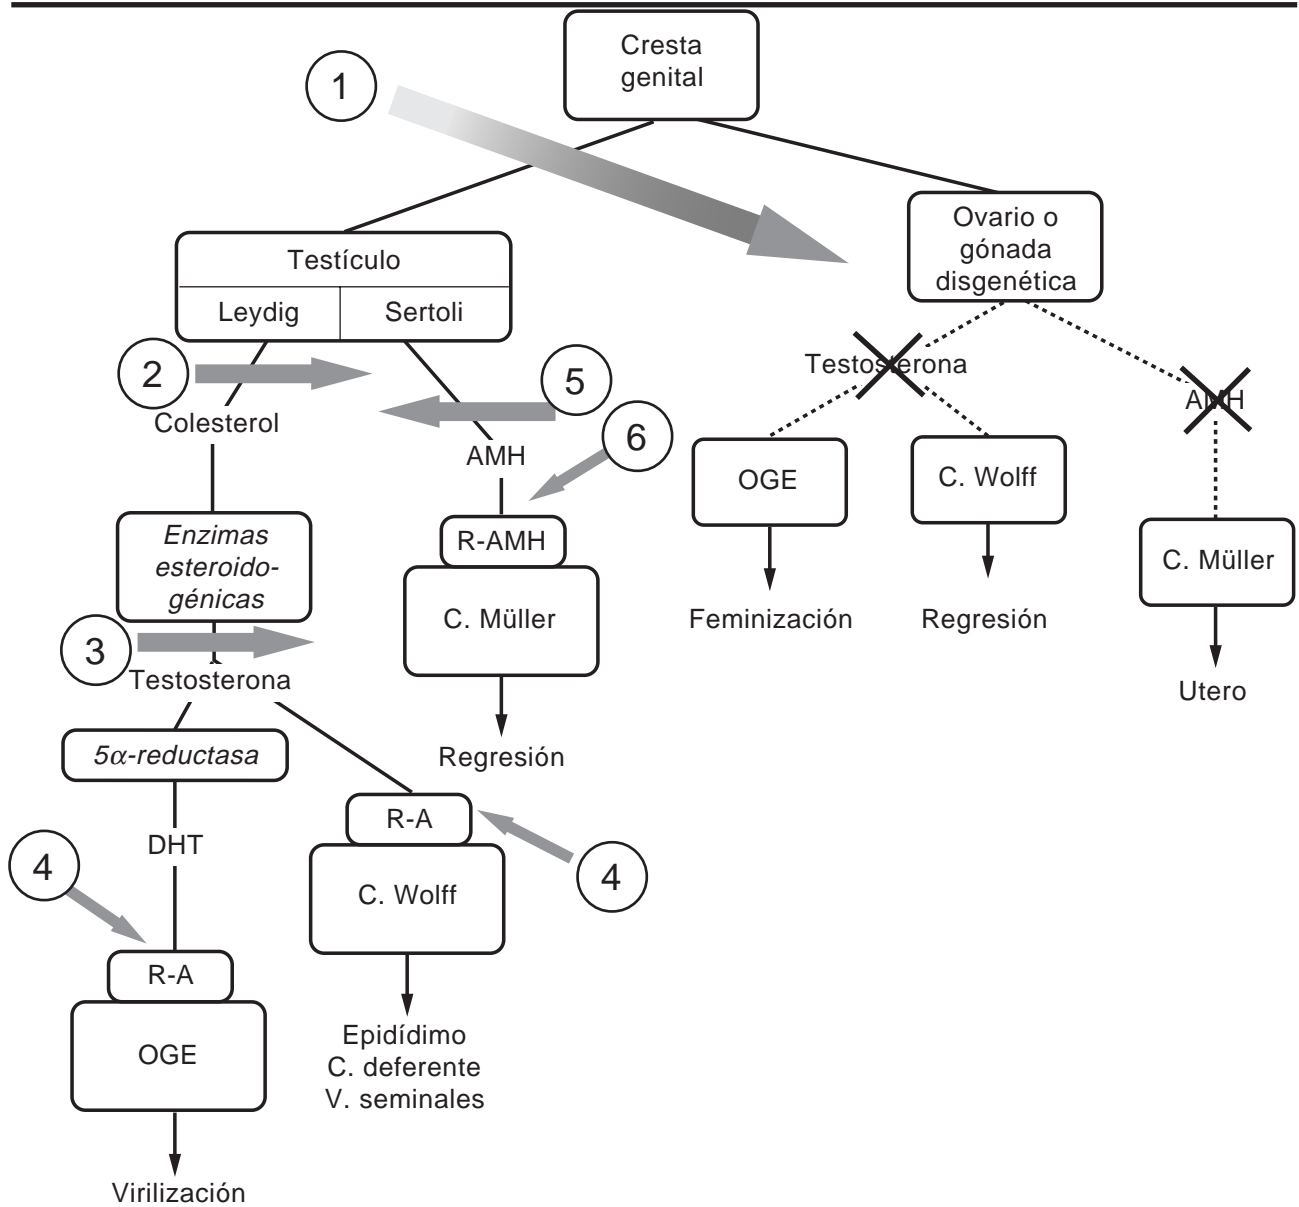 Cresta
genital
1
Testículo
Leydig
Sertoli
Ovario o
gónada
disgenética
2
5
Testosterona
AMH
Colesterol
6
AMH
OGE
C. Wolff
Enzimas
esteroido-
génicas
R-AMH
C. Müller
C. Müller
Feminización
Regresión
3
Testosterona
Utero
5α-reductasa
Regresión
R-A
DHT
4
4
C. Wolff
R-A
OGE
Epidídimo
C. deferente
V. seminales
Virilización